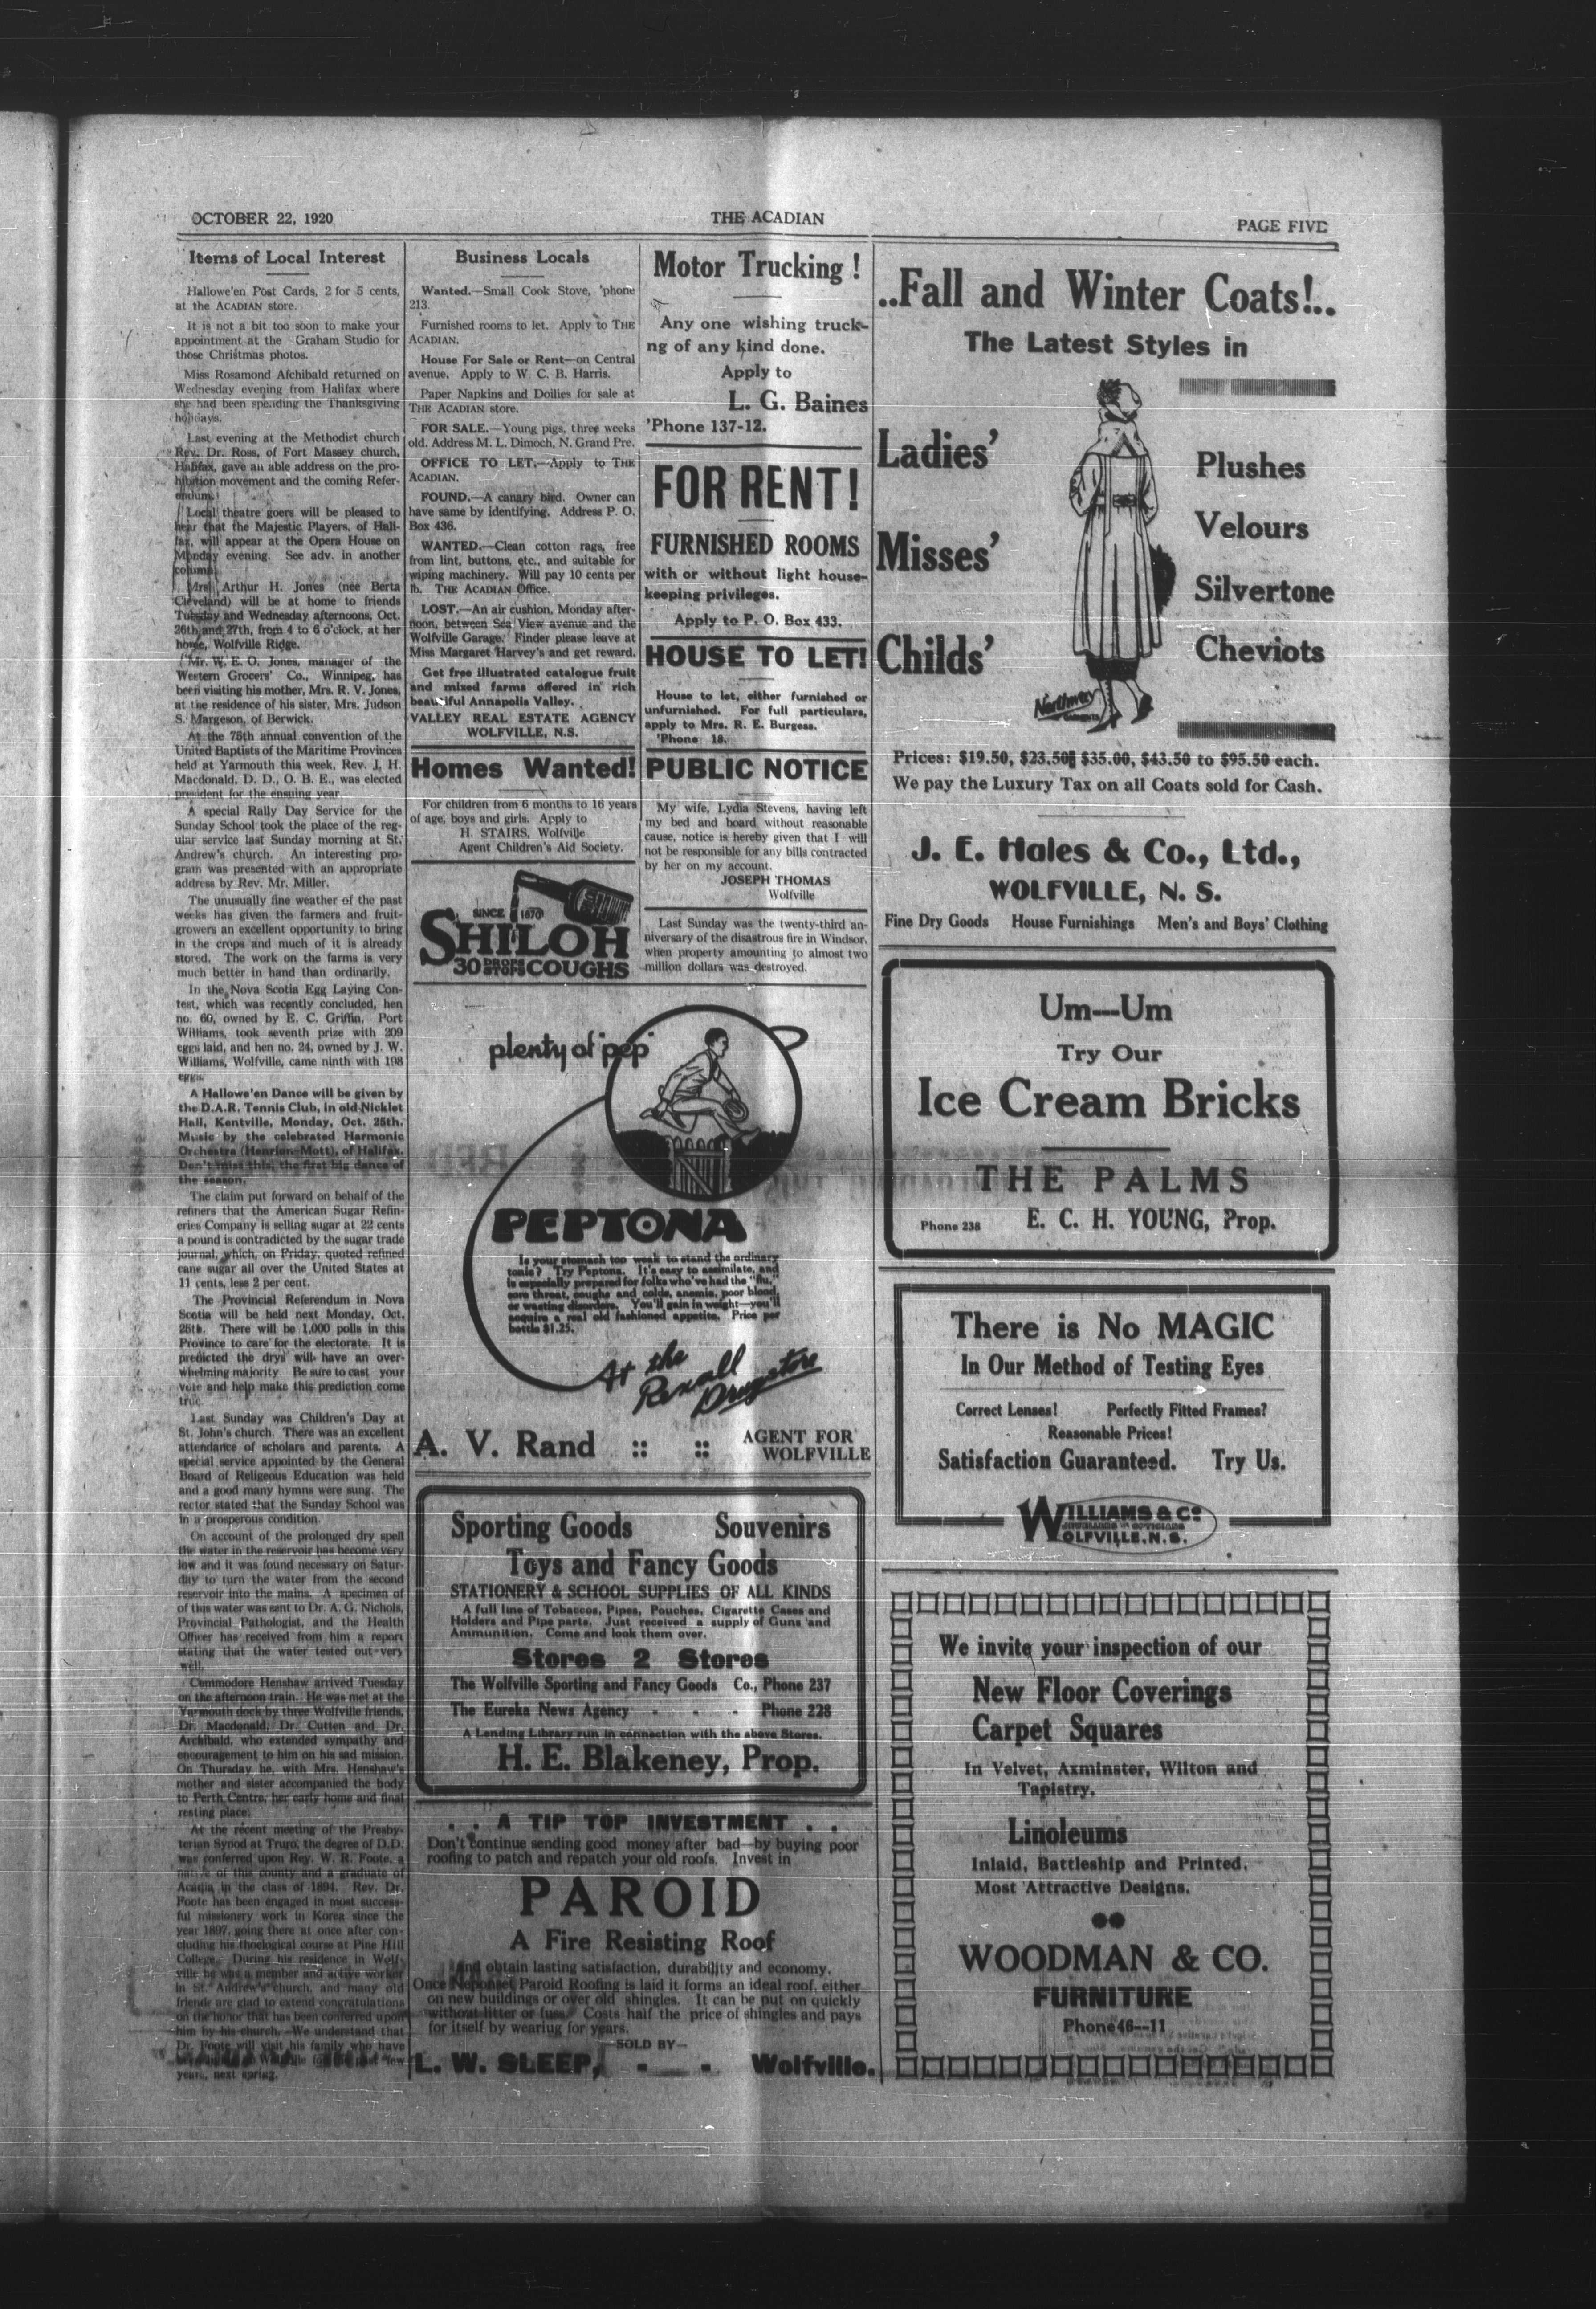 OCTOBER 22, 1920
THE ACADIAN
PAGE FIVE
Items of Local Interest
Hallowe'en Post Cards, 2 for 5 cents,
at the ACADIAN store.
It is not a bit too soon to make your
appointment at the Graham Studio for
those Christmas photos.
Miss Rosamond Afchibald returned on
Wednesday evening from Halifax where
she had been spending the Thanksgiving
holidays.
Last evening at the Methodirt church
Rev. Dr. Ross, of Fort Massey church,
Halifax, gave an able address on the pro-
hibition movement and the coming Refer-
endum.
Local theatre goers will be pleased to
hear that the Majestic Players, of Hali-
fax, will appear at the Opera House on
Monday evening. See adv. in another
column.
Mrs. Arthur H. Jones (nee Berta
Cleveland) will be at home to friends
Tuesday and Wednesday afternoons, Oct.
26th and 27th, from 4 to 6 o'clock, at her
home, Wolfville Ridge.
Mr. W. E. O. Jones, manager of the
Western Grocers' Co., Winnipeg, has
been visiting his mother, Mrs. R. V. Jones,
at the residence of his sister, Mrs. Judson
S. Margeson, of Berwick.
At the 75th annual convention of the
United Baptists of the Maritime Provinces
held at Yarmouth this week, Rev. J. H.
Macdonald, D. D., O. B. E., was elected
president for the ensuing year.
A special Rally Day Service for the
Sunday School took the place of the reg-
ular service last Sunday morning at St.
Andrew's church. An interesting pro-
gram was presented with an appropriate
address by Rev. Mr. Miller.
The unusually fine weather of the past
weeks has given the farmers and fruit-
growers an excellent opportunity to bring
in the crops and much of it is already
stored. The work on the farms is very
much better in hand than ordinarily.
In the Nova Scotia Egg Laying Con-
test, which was recently concluded, hen
no. 60, owned by E. C. Griffin, Port
Williams, took seventh prize with 209
eggs laid, and hen no. 24, owned by J. W.
Williams, Wolfville, came ninth with 198
eggs.
A Hallowe'en Dance will be given by
the D.A.R. Tennis Club, in old Nicklet
Hall, Kentville, Monday, Oct. 25th.
Music by the celebrated Harmonic
Orchestra (Henrion Mott), of Halifax.
Don't miss this, the first big dance of
the season.
The claim put forward on behalf of the
refiners that the American Sugar Refin-
eries Company is selling sugar at 22 cents
a pound is contradicted by the sugar trade
journal, which, on Friday, quoted refined
cane sugar all over the United States at
11 cents, less 2 per cent.
The Provincial Referendum in Nova
Scotia will be held next Monday, Oct.
25th. There will be 1,000 polls in this
Province to care for the electorate. It is
predicted the drys will have an over-
whelming majority. Be sure to cast your
vote and help make this prediction come
true.
Last Sunday was Children's Day at
St. John's church. There was an excellent
attendance of scholars and parents. A
special service appointed by the General
Board of Religeous Education was held
and a good many hymns were sung. The
rector stated that the Sunday School was
in a prosperous condition.
On account of the prolonged dry spell
the water in the reservoir has become very
low and it was found necessary on Satur-
day to turn the water from the second
reservoir into the mains. A specimen of
of this water was sent to Dr. A. G. Nichols,
Provincial Pathologist, and the Health
Officer has received from him a report
stating that the water tested out very
well.
Commodore Henshaw arrived Tuesday
on the afternoon train. He was met at the
Yarmouth dock by three Wolfville friends,
Dr. Macdonald, Dr. Cutten and Dr.
Archibald, who extended sympathy and
encouragement to him on his sad mission.
On Thursday he, with Mrs. Henshaw's
mother and sister accompanied the body
to Perth Centre, her early home and final
resting place.
At the recent meeting of the Presby-
terian Synod at Truro, the degree of D.D.
was conferred upon Rev. W. R. Foote, a
native of this county and a graduate of
Acadia in the class of 1894. Rev. Dr.
Foote has been engaged in most success-
ful missionery work in Korea since the
year 1897, going there at once after con-
cluding his thoelogical course at Pine Hill
College. During his residence in Wolf-
ville he was a member and active worker
in St. Andrew's church, and many old
friends are glad to extend congratulations
on the honor that has been conferred upon
him by his church. We understand that
Dr. Foote will visit his family who have
Wolfville few
years, next spring.
Business Locals
Wanted.—Small Cook Stove, 'phone
213.
Furnished rooms to let. Apply to THE
ACADIAN.
House For Sale or Rent—on Central
avenue. Apply to W. C. B. Harris.
Paper Napkins and Doilies for sale at
THE ACADIAN store.
FOR SALE.—Young pigs, three weeks
old. Address M. L. Dimoch, N. Grand Pre.
OFFICE TO LET.—Apply to THE
ACADIAN.
FOUND.—A canary bird. Owner can
have same by identifying. Address P. O.
Box 436.
WANTED.—Clean cotton rags, free
from lint, buttons, etc., and suitable for
wiping machinery. Will pay 10 cents per
lb. THE ACADIAN Office.
LOST.—An air cushion, Monday after-
noon, between Sea View avenue and the
Wolfville Garage. Finder please leave at
Miss Margaret Harvey's and get reward.
Get free illustrated catalogue fruit
and mixed farms offered in rich
beautiful Annapolis Valley.
VALLEY REAL ESTATE AGENCY
WOLFVILLE, N.S.
Homes Wanted!
For children from 6 months to 16 years
of age, boys and girls. Apply to
H. STAIRS, Wolfville
Agent Children's Aid Society.
SINCE 1870
SHILOH
30 DROPS STOPS COUGHS
Motor Trucking!
Any one wishing truck-
ng of any kind done.
Apply to
L. G. Baines
'Phone 137-12.
FOR RENT!
FURNISHED ROOMS
with or without light house-
keeping privileges.
Apply to P. O. Box 433.
HOUSE TO LET!
House to let, either furnished or
unfurnished. For full particulars,
apply to Mrs. R. E. Burgess.
'Phone 18.
PUBLIC NOTICE
My wife, Lydia Stevens, having left
my bed and board without reasonable
cause, notice is hereby given that I will
not be responsible for any bills contracted
by her on my account.
JOSEPH THOMAS
Wolfville
Last Sunday was the twenty-third an-
niversary of the disastrous fire in Windsor,
when property amounting to almost two
million dollars was destroyed.
plenty of "pep"
PEPTONA
Is your stomach too weak to stand the ordinary
tonic? Try Peptona. It's easy to assimilate, and
is especially prepared for folks who've had the "flu,"
sore throat, coughs and colds, anemia, poor blood,
or wasting disorders. You'll gain in weight—you'll
acquire a real old fashioned appetite. Price per
bottle $1.25.
At the
Rexall
Drugstore
A. V. Rand :: :: AGENT FOR
WOLFVILLE
Sporting Goods Souvenirs
Toys and Fancy Goods
STATIONERY & SCHOOL SUPPLIES OF ALL KINDS
A full line of Tobaccos, Pipes, Pouches, Cigarette Cases and
Holders and Pipe parts. Just received a supply of Guns and
Ammunition. Come and look them over.
Stores 2 Stores
The Wolfville Sporting and Fancy Goods Co., Phone 237
The Eureka News Agency - - - Phone 228
A Lending Library run in connection with the above Stores.
H. E. Blakeney, Prop.
. . A TIP TOP INVESTMENT . .
Don't continue sending good money after bad—by buying poor
roofing to patch and repatch your old roofs. Invest in
PAROID
A Fire Resisting Roof
And obtain lasting satisfaction, durability and economy.
Once Neponset Paroid Roofing is laid it forms an ideal roof, either
on new buildings or over old shingles. It can be put on quickly
without litter or fuss. Costs half the price of shingles and pays
for itself by weariug for years.
—SOLD BY—
L. W. SLEEP, - - Wolfville.
..Fall and Winter Coats!..
The Latest Styles in
Ladies'
Misses'
Childs'
Plushes
Velours
Silvertone
Cheviots
Northway
GARMENTS
Prices: $19.50, $23.50, $35.00, $43.50 to $95.50 each.
We pay the Luxury Tax on all Coats sold for Cash.
J. E. Hales & Co., Ltd.,
WOLFVILLE, N. S.
Fine Dry Goods House Furnishings Men's and Boys' Clothing
Um---Um
Try Our
Ice Cream Bricks
THE PALMS
Phone 238 E. C. H. YOUNG, Prop.
There is No MAGIC
In Our Method of Testing Eyes
Correct Lenses! Perfectly Fitted Frames?
Reasonable Prices!
Satisfaction Guaranteed. Try Us.
WILLIAMS & Co.
JEWELLERS AND OPTICIANS
WOLFVILLE. N. S.
We invite your inspection of our
New Floor Coverings
Carpet Squares
In Velvet, Axminster, Wilton and
Tapistry.
Linoleums
Inlaid, Battleship and Printed.
Most Attractive Designs.
WOODMAN & CO.
FURNITURE
Phone 46--11